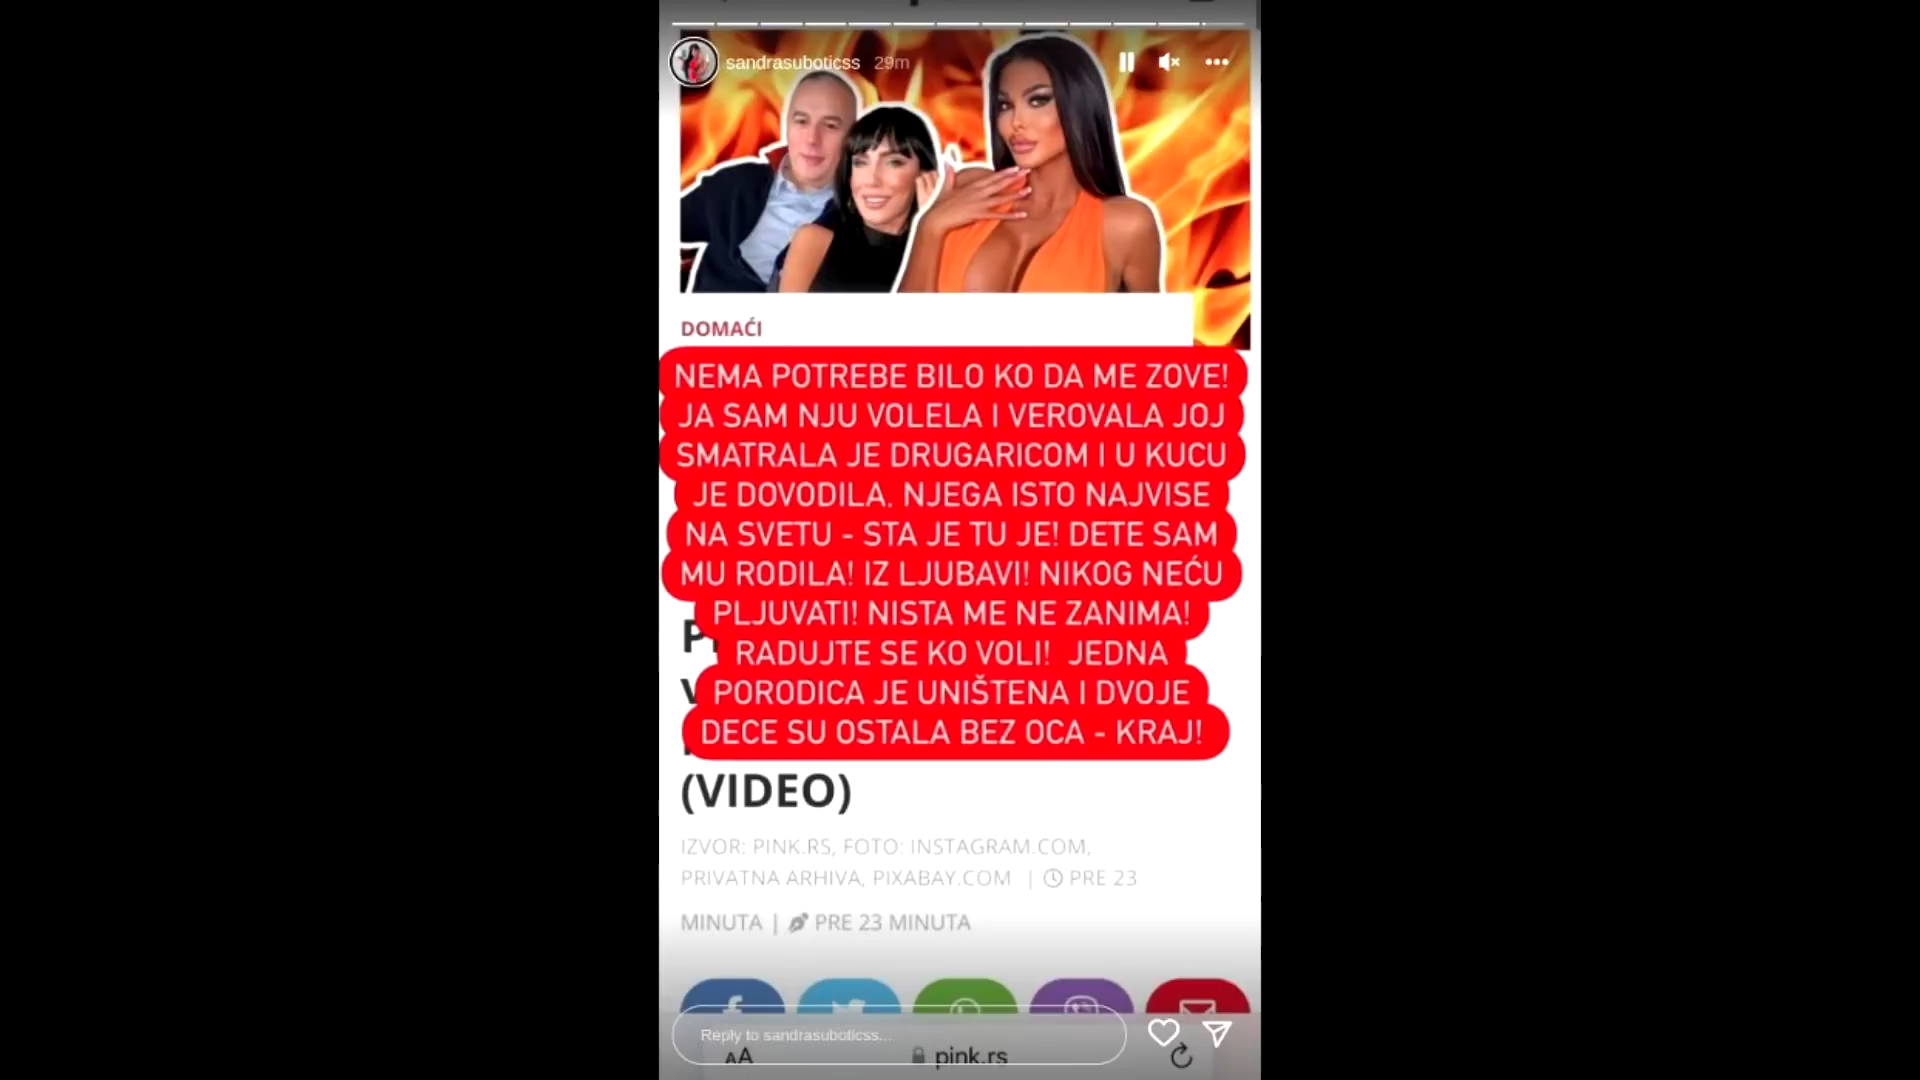 sandrasuboticss 29m
DOMAĆI
NEMA POTREBE BILO KO DA ME ZOVE!
JA SAM NJU VOLELA I VEROVALA JOJ
SMATRALA JE DRUGARICOM I U KUCU
JE DOVODILA. NJEGA ISTO NAJVISE
NA SVETU - STA JE TU JE! DETE SAM
MU RODILA! IZ LJUBAVI! NIKOG NEĆU
PLJUVATI! NISTA ME NE ZANIMA!
RADUJTE SE KO VOLI! JEDNA
PORODICA JE UNIŠTENA I DVOJE
DECE SU OSTALA BEZ OCA - KRAJ!
(VIDEO)
IZVOR: PINK.RS, FOTO: INSTAGRAM.COM,
PRIVATNA ARHIVA, PIXABAY.COM | PRE 23
MINUTA | PRE 23 MINUTA
Reply to sandrasuboticss...
AA pink.rs